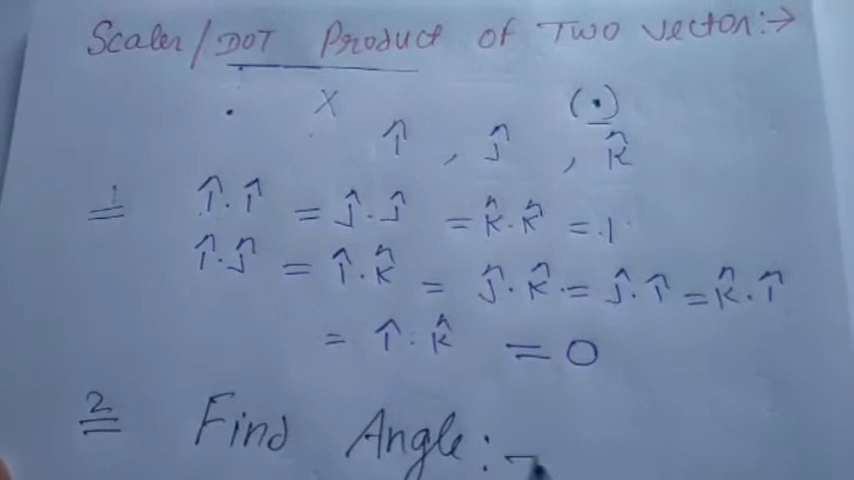 Scaler/DOT Product of Two vector:→
. × (•)
î , ĵ , k̂
1 î.î = ĵ.ĵ = k̂.k̂ = 1
î.ĵ = î.k̂ = ĵ.k̂ = ĵ.î = k̂.î
= î.k̂ = 0
2 Find Angle:-